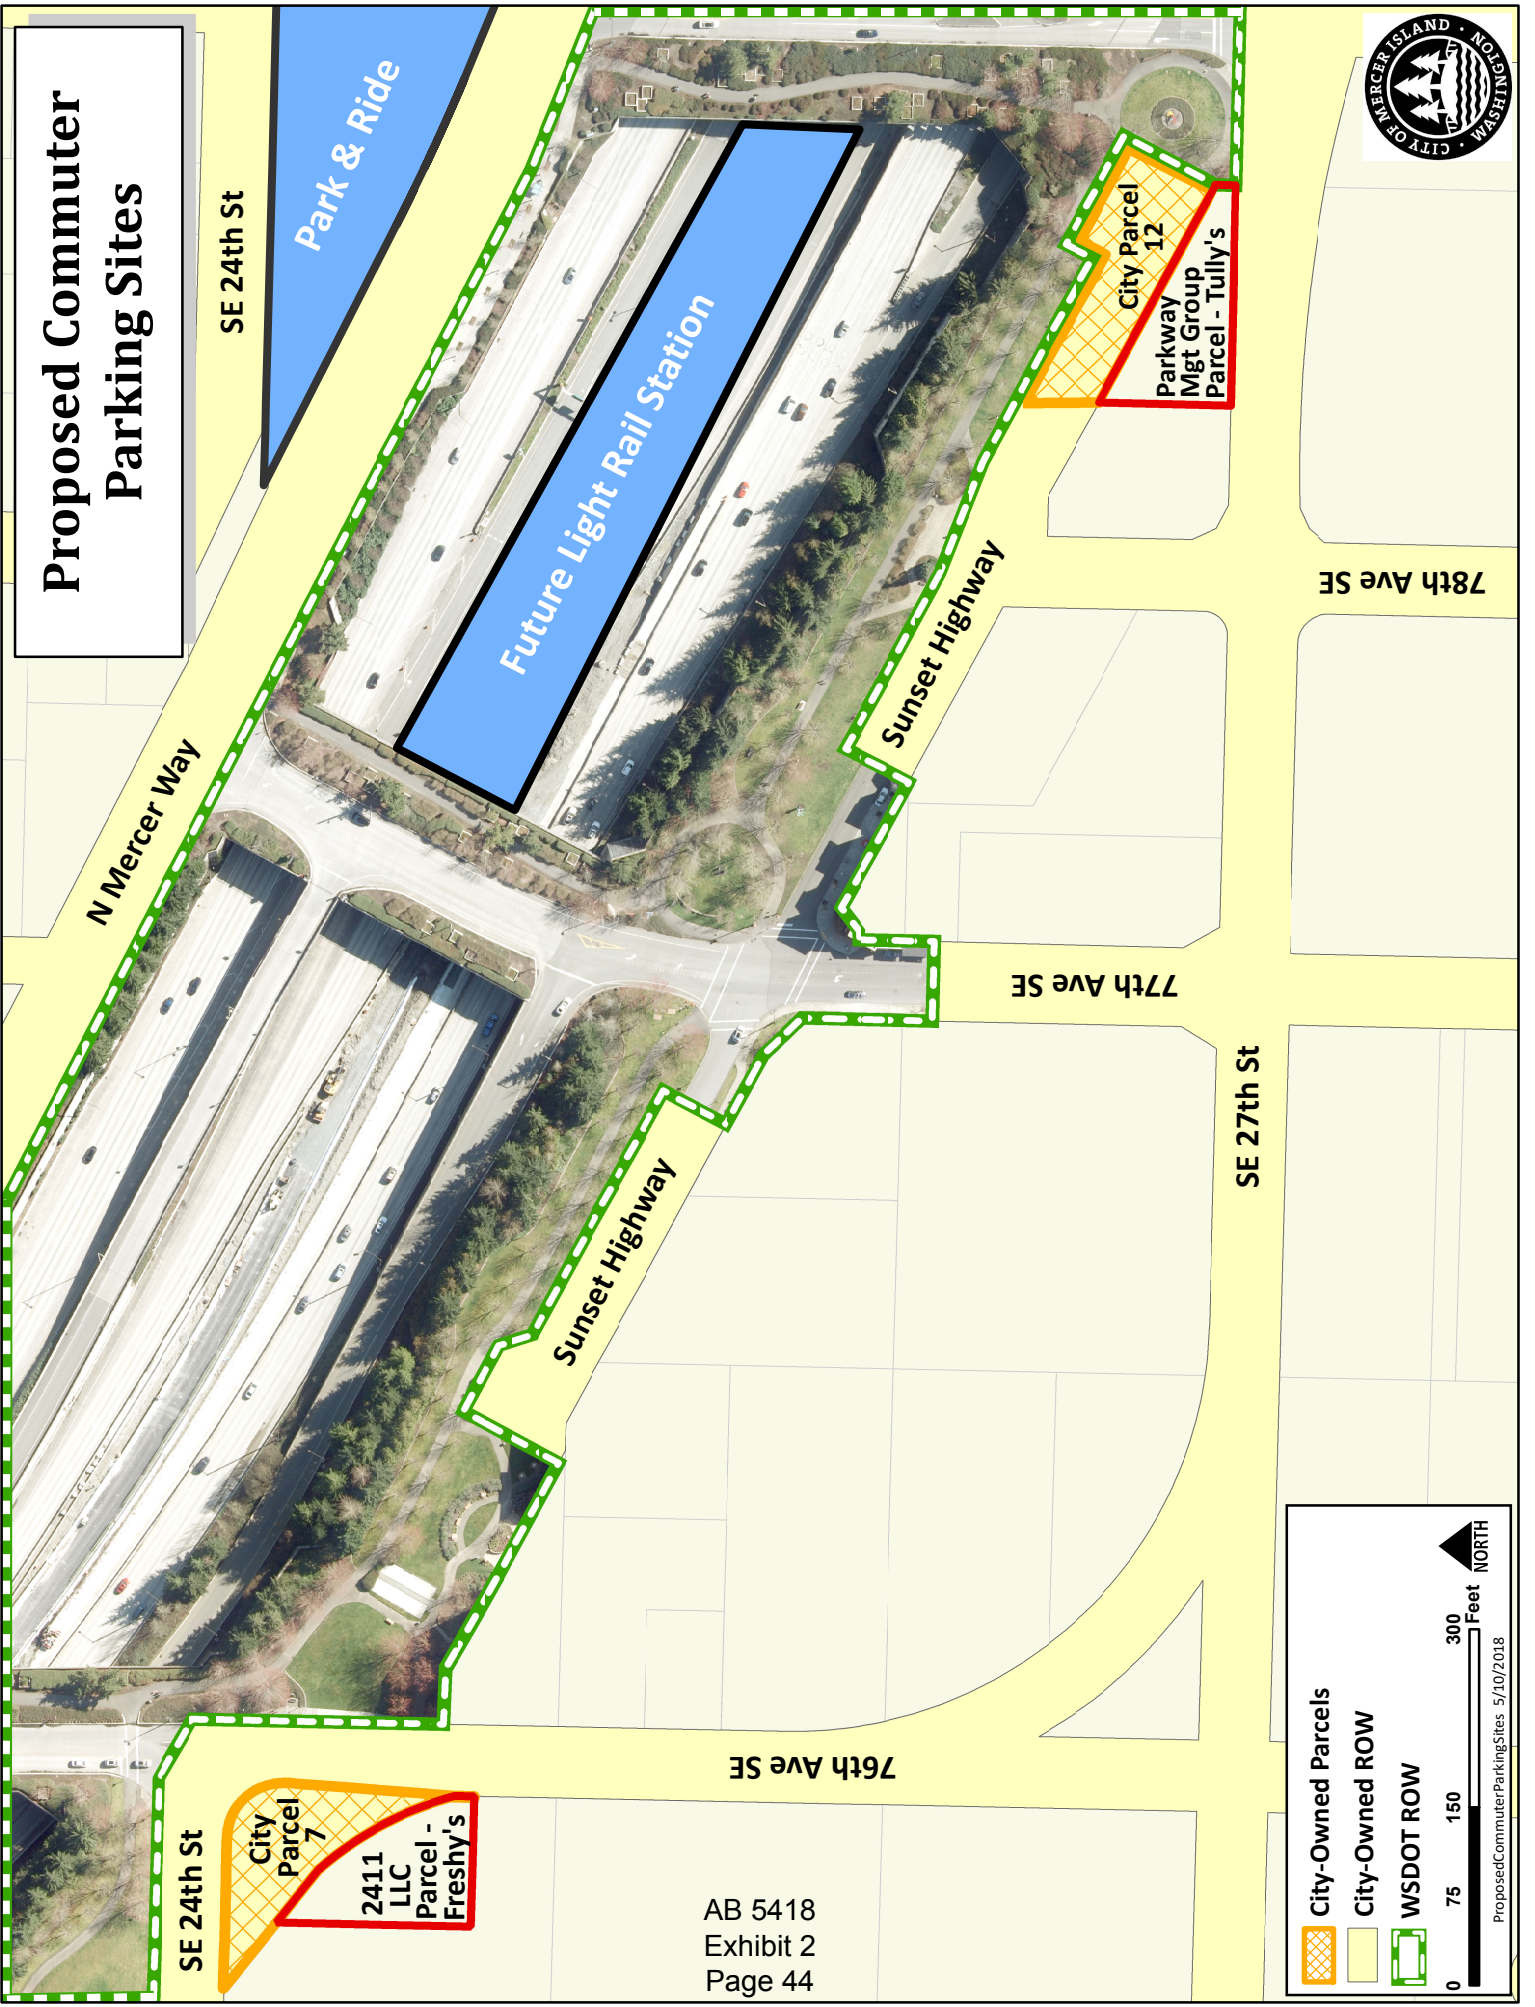 Proposed Commuter
Parking Sites
SE 24th St
Park & Ride
N Mercer Way
Future Light Rail Station
City Parcel
12
Parkway
Mgt Group
Parcel - Tully's
Sunset Highway
78th Ave SE
77th Ave SE
SE 27th St
Sunset Highway
76th Ave SE
SE 24th St
City
Parcel
7
2411
LLC
Parcel -
Freshy's
CITY OF MERCER ISLAND · WASHINGTON ·
City-Owned Parcels
City-Owned ROW
WSDOT ROW
0 75 150 300
Feet
NORTH
ProposedCommuterParkingSites 5/10/2018
AB 5418
Exhibit 2
Page 44